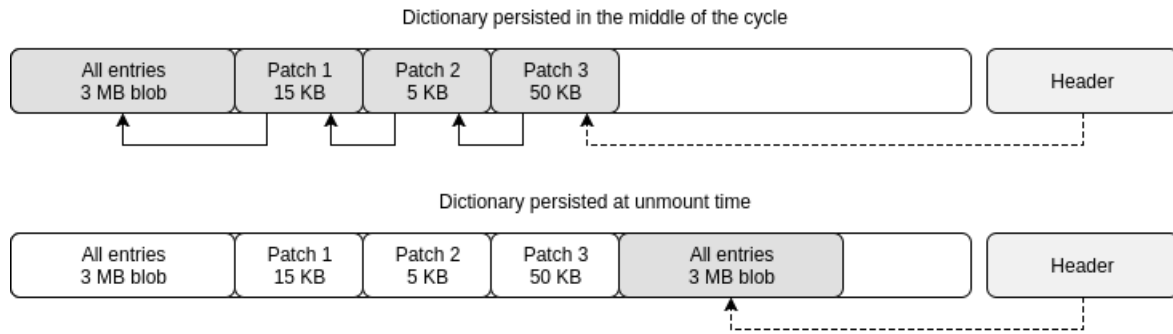 Dictionary persisted in the middle of the cycle
All entries
3 MB blob
Patch 1
15 KB
Patch 2
5 KB
Patch 3
50 KB
Header
Dictionary persisted at unmount time
All entries
3 MB blob
Patch 1
15 KB
Patch 2
5 KB
Patch 3
50 KB
All entries
3 MB blob
Header